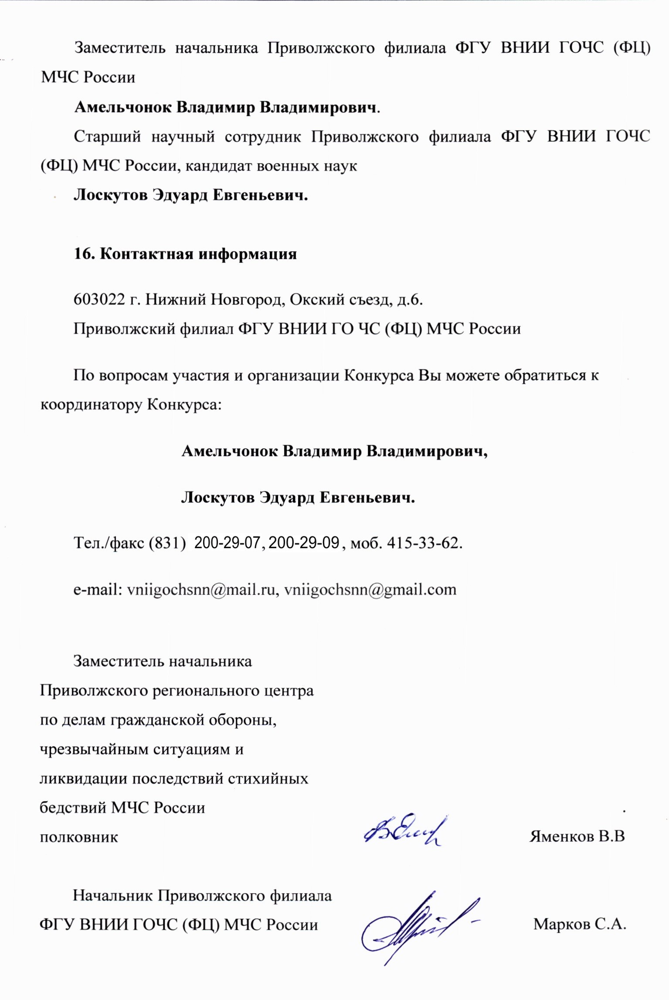 Заместитель начальника Приволжского филиала ФГУ ВНИИ ГОЧС (ФЦ)
МЧС России
Амельчонок Владимир Владимирович.
Старший научный сотрудник Приволжского филиала ФГУ ВНИИ ГОЧС
(ФЦ) МЧС России, кандидат военных наук
Лоскутов Эдуард Евгеньевич.
16. Контактная информация
603022 г. Нижний Новгород, Окский съезд, д.6.
Приволжский филиал ФГУ ВНИИ ГО ЧС (ФЦ) МЧС России
По вопросам участия и организации Конкурса Вы можете обратиться к
координатору Конкурса:
Амельчонок Владимир Владимирович,
Лоскутов Эдуард Евгеньевич.
Тел./факс (831) 200-29-07, 200-29-09, моб. 415-33-62.
e-mail: vniigochsnn@mail.ru, vniigochsnn@gmail.com
Заместитель начальника
Приволжского регионального центра
по делам гражданской обороны,
чрезвычайным ситуациям и
ликвидации последствий стихийных
бедствий МЧС России
полковник Яменков В.В
Начальник Приволжского филиала
ФГУ ВНИИ ГОЧС (ФЦ) МЧС России Марков С.А.